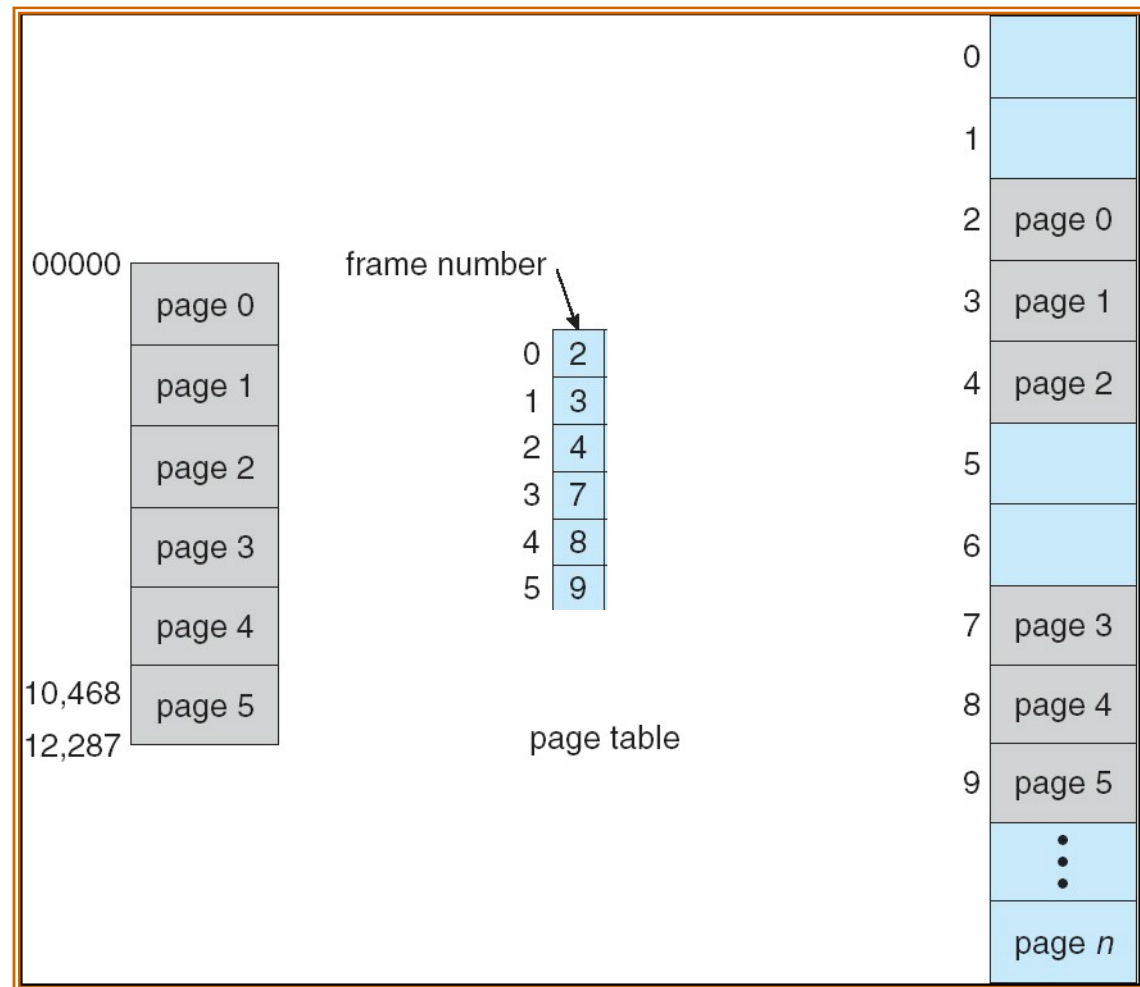 00000
page 0
page 1
page 2
page 3
page 4
10,468
page 5
12,287
frame number
0 2
1 3
2 4
3 7
4 8
5 9
page table
0
1
2 page 0
3 page 1
4 page 2
5
6
7 page 3
8 page 4
9 page 5
page n